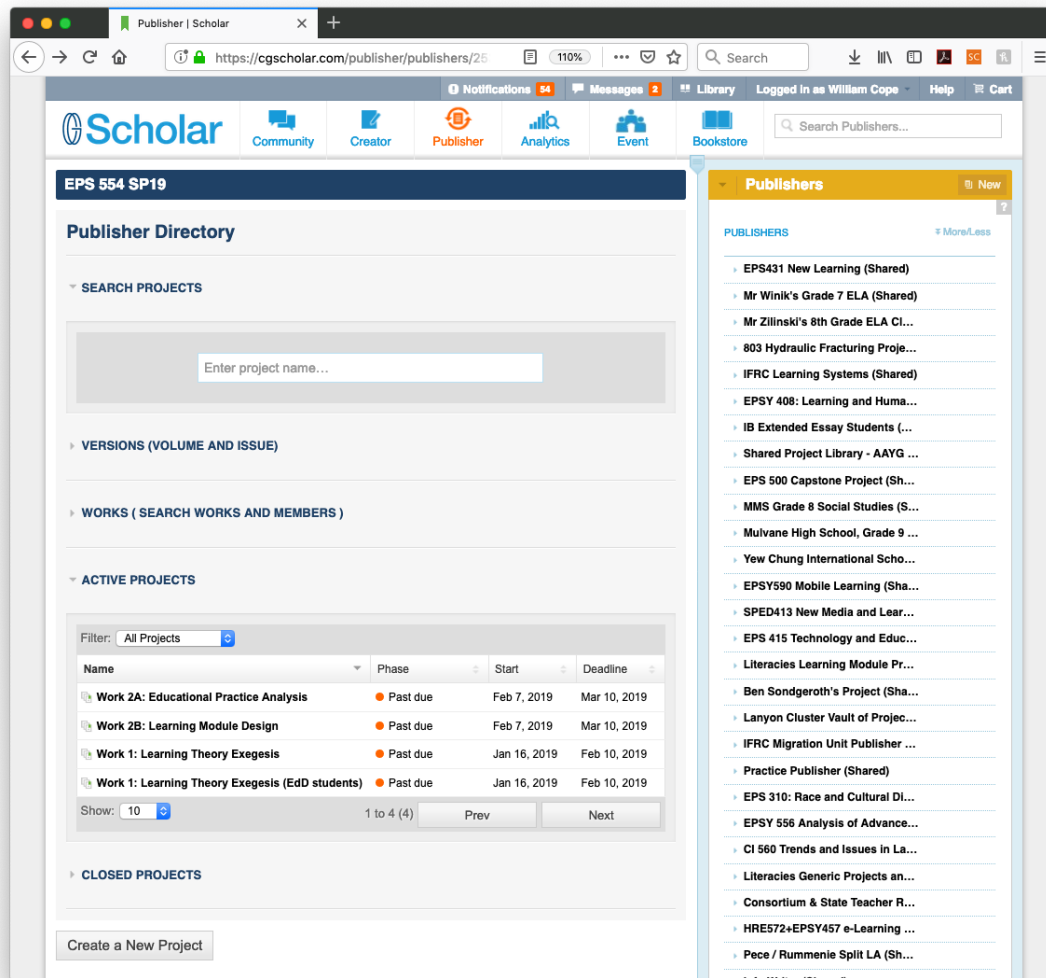 Publisher | Scholar
https://cgscholar.com/publisher/publishers/25
110%
Search
Notifications 54 Messages 2 Library Logged in as William Cope Help Cart
Scholar
Community Creator Publisher Analytics Event Bookstore
Search Publishers...
EPS 554 SP19
Publisher Directory
SEARCH PROJECTS
Enter project name...
VERSIONS (VOLUME AND ISSUE)
WORKS ( SEARCH WORKS AND MEMBERS )
ACTIVE PROJECTS
Filter: All Projects
Name Phase Start Deadline
Work 2A: Educational Practice Analysis Past due Feb 7, 2019 Mar 10, 2019
Work 2B: Learning Module Design Past due Feb 7, 2019 Mar 10, 2019
Work 1: Learning Theory Exegesis Past due Jan 16, 2019 Feb 10, 2019
Work 1: Learning Theory Exegesis (EdD students) Past due Jan 16, 2019 Feb 10, 2019
Show: 10 1 to 4 (4) Prev Next
CLOSED PROJECTS
Create a New Project
Publishers New
?
PUBLISHERS More/Less
EPS431 New Learning (Shared)
Mr Winik's Grade 7 ELA (Shared)
Mr Zilinski's 8th Grade ELA Cl...
803 Hydraulic Fracturing Proje...
IFRC Learning Systems (Shared)
EPSY 408: Learning and Huma...
IB Extended Essay Students (...
Shared Project Library - AAYG ...
EPS 500 Capstone Project (Sh...
MMS Grade 8 Social Studies (S...
Mulvane High School, Grade 9 ...
Yew Chung International Scho...
EPSY590 Mobile Learning (Sha...
SPED413 New Media and Lear...
EPS 415 Technology and Educ...
Literacies Learning Module Pr...
Ben Sondgeroth's Project (Sha...
Lanyon Cluster Vault of Projec...
IFRC Migration Unit Publisher ...
Practice Publisher (Shared)
EPS 310: Race and Cultural Di...
EPSY 556 Analysis of Advance...
CI 560 Trends and Issues in La...
Literacies Generic Projects an...
Consortium & State Teacher R...
HRE572+EPSY457 e-Learning ...
Pece / Rummenie Split LA (Sh...